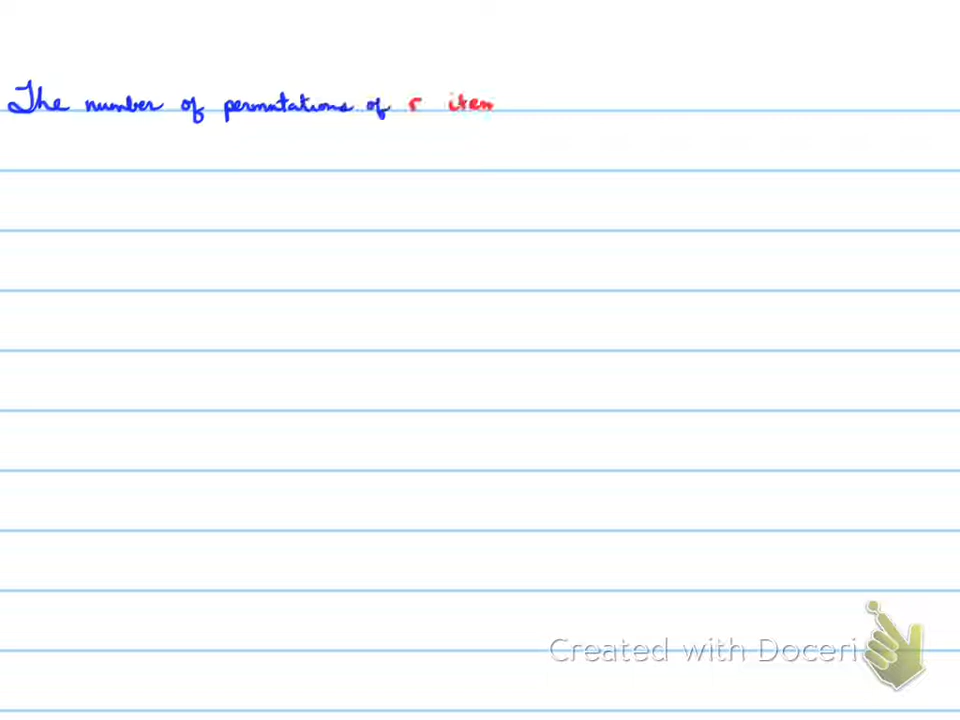 The number of permutations of r item
Created with Doceri